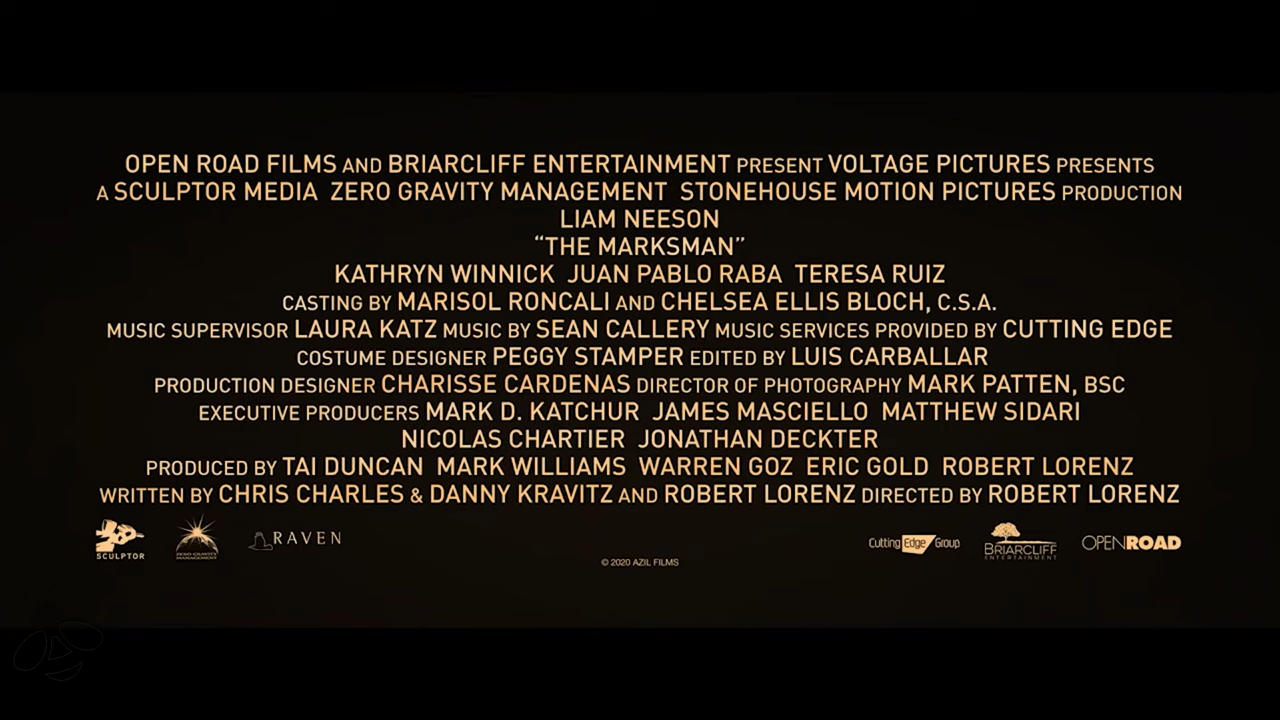 OPEN ROAD FILMS AND BRIARCLIFF ENTERTAINMENT PRESENT VOLTAGE PICTURES PRESENTS
A SCULPTOR MEDIA ZERO GRAVITY MANAGEMENT STONEHOUSE MOTION PICTURES PRODUCTION
LIAM NEESON
“THE MARKSMAN”
KATHRYN WINNICK JUAN PABLO RABA TERESA RUIZ
CASTING BY MARISOL RONCALI AND CHELSEA ELLIS BLOCH, C.S.A.
MUSIC SUPERVISOR LAURA KATZ MUSIC BY SEAN CALLERY MUSIC SERVICES PROVIDED BY CUTTING EDGE
COSTUME DESIGNER PEGGY STAMPER EDITED BY LUIS CARBALLAR
PRODUCTION DESIGNER CHARISSE CARDENAS DIRECTOR OF PHOTOGRAPHY MARK PATTEN, BSC
EXECUTIVE PRODUCERS MARK D. KATCHUR JAMES MASCIELLO MATTHEW SIDARI
NICOLAS CHARTIER JONATHAN DECKTER
PRODUCED BY TAI DUNCAN MARK WILLIAMS WARREN GOZ ERIC GOLD ROBERT LORENZ
WRITTEN BY CHRIS CHARLES & DANNY KRAVITZ AND ROBERT LORENZ DIRECTED BY ROBERT LORENZ
SCULPTOR
ZERO GRAVITY
MANAGEMENT
RAVEN
Cutting Edge Group
BRIARCLIFF
ENTERTAINMENT
OPENROAD
© 2020 AZIL FILMS